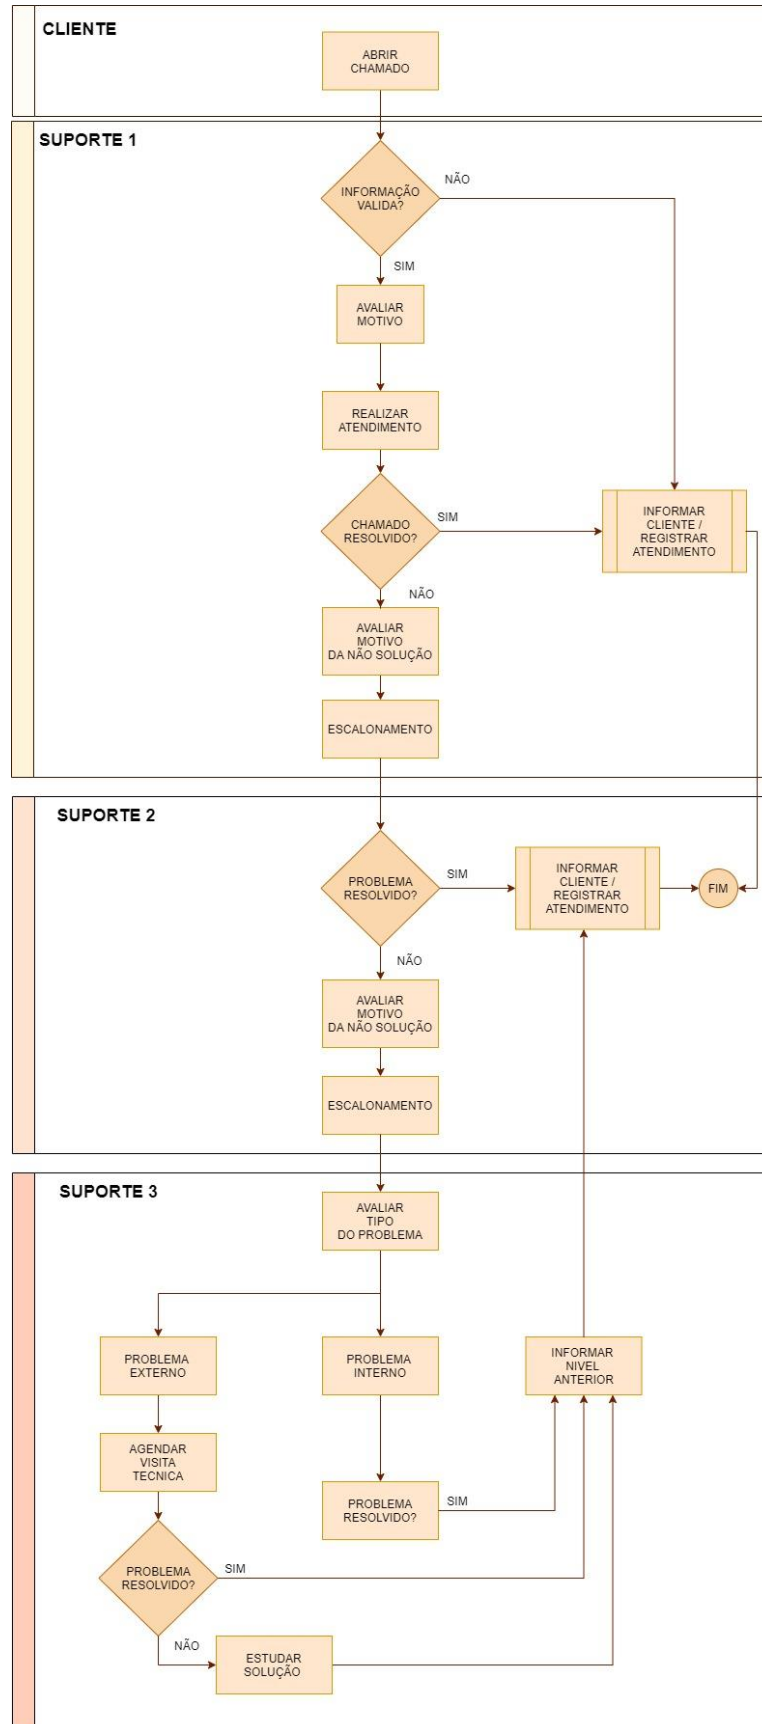 CLIENTE
ABRIR
CHAMADO
SUPORTE 1
INFORMAÇÃO
VALIDA?
NÃO
SIM
AVALIAR
MOTIVO
REALIZAR
ATENDIMENTO
CHAMADO
RESOLVIDO?
SIM
INFORMAR
CLIENTE /
REGISTRAR
ATENDIMENTO
NÃO
AVALIAR
MOTIVO
DA NÃO SOLUÇÃO
ESCALONAMENTO
SUPORTE 2
PROBLEMA
RESOLVIDO?
SIM
INFORMAR
CLIENTE /
REGISTRAR
ATENDIMENTO
FIM
NÃO
AVALIAR
MOTIVO
DA NÃO SOLUÇÃO
ESCALONAMENTO
SUPORTE 3
AVALIAR
TIPO
DO PROBLEMA
PROBLEMA
EXTERNO
PROBLEMA
INTERNO
INFORMAR
NIVEL
ANTERIOR
AGENDAR
VISITA
TECNICA
PROBLEMA
RESOLVIDO?
SIM
PROBLEMA
RESOLVIDO?
SIM
NÃO
ESTUDAR
SOLUÇÃO